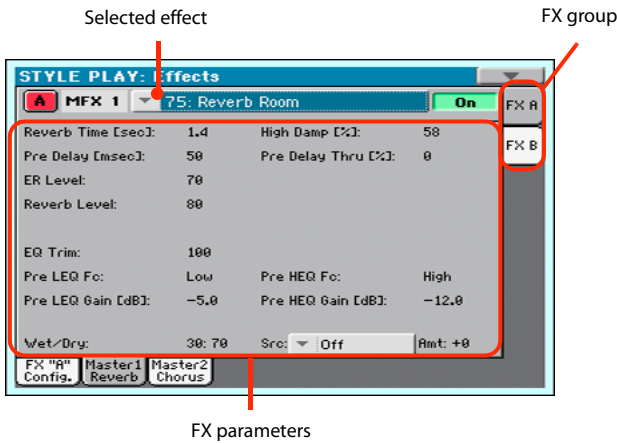 Selected effect
FX group
STYLE PLAY: Effects
A MFX 1 75: Reverb Room On FX A
Reverb Time [sec]: 1.4 High Damp [%]: 58
FX B
Pre Delay [msec]: 50 Pre Delay Thru [%]: 0
ER Level: 70
Reverb Level: 80
EQ Trim: 100
Pre LEQ Fc: Low Pre HEQ Fc: High
Pre LEQ Gain [dB]: -5.0 Pre HEQ Gain [dB]: -12.0
Wet/Dry: 30:70 Src: Off Amt: +0
FX "A" Master1 Master2
Config. Reverb Chorus
FX parameters